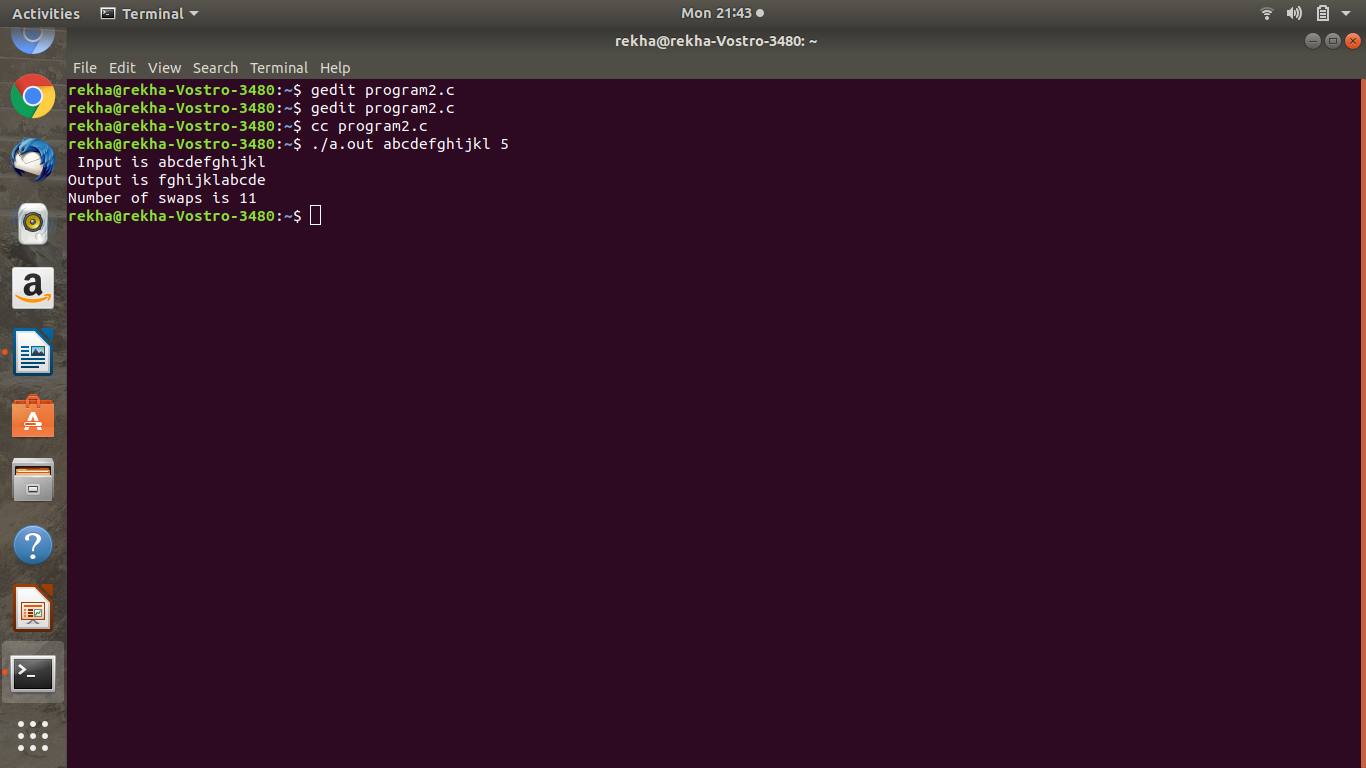 Activities Terminal Mon 21:43
rekha@rekha-Vostro-3480: ~
File Edit View Search Terminal Help
rekha@rekha-Vostro-3480:~$ gedit program2.c
rekha@rekha-Vostro-3480:~$ gedit program2.c
rekha@rekha-Vostro-3480:~$ cc program2.c
rekha@rekha-Vostro-3480:~$ ./a.out abcdefghijkl 5
 Input is abcdefghijkl
Output is fghijklabcde
Number of swaps is 11
rekha@rekha-Vostro-3480:~$
a
A
?
>_